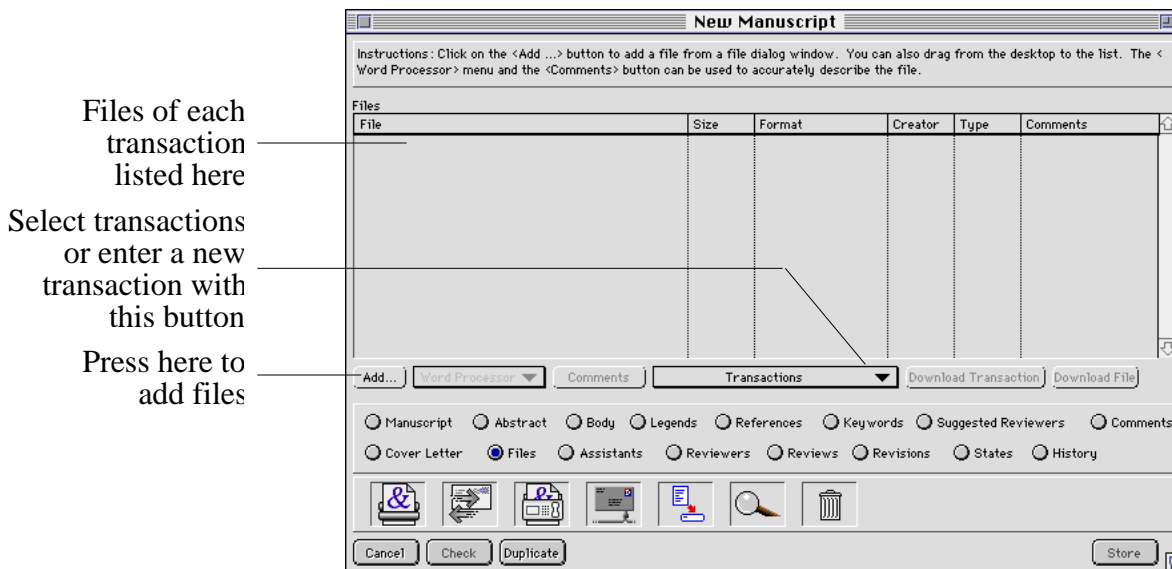 New Manuscript
Instructions: Click on the <Add ...> button to add a file from a file dialog window. You can also drag from the desktop to the list. The <
Word Processor> menu and the <Comments> button can be used to accurately describe the file.
Files of each
transaction
listed here
Select transactions
or enter a new
transaction with
this button
Press here to
add files
Files
File Size Format Creator Type Comments
Add... Word Processor Comments Transactions Download Transaction Download File
Manuscript Abstract Body Legends References Keywords Suggested Reviewers Comments
Cover Letter Files Assistants Reviewers Reviews Revisions States History
& &
Cancel Check Duplicate Store